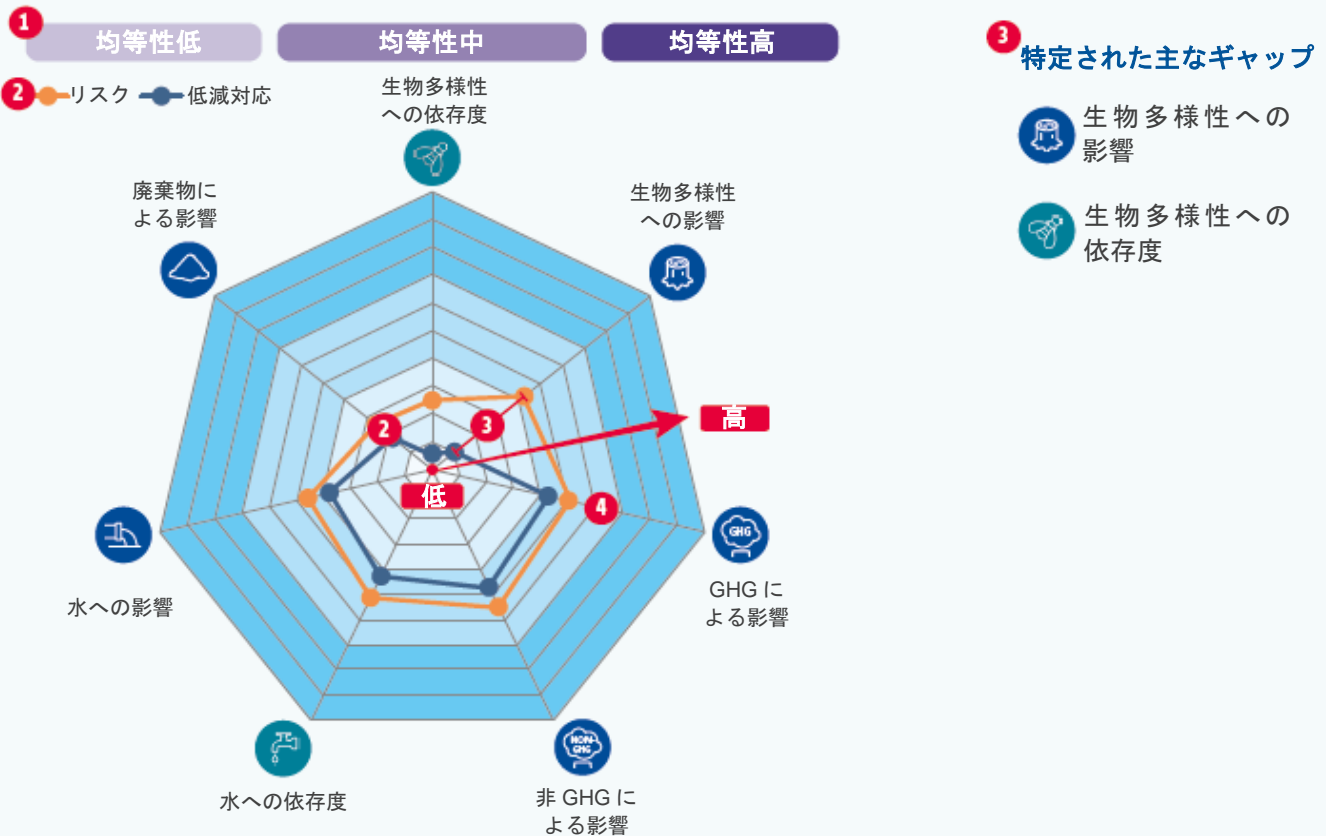 1
均等性低
均等性中
均等性高
2 リスク 低減対応
3
特定された主なギャップ
生物多様性への
影響
生物多様性への
依存度
生物多様性
への依存度
生物多様性
への影響
廃棄物に
よる影響
2
3
高
低
4
GHG
GHG に
よる影響
水への影響
NON-
GHG
非 GHG に
よる影響
水への依存度